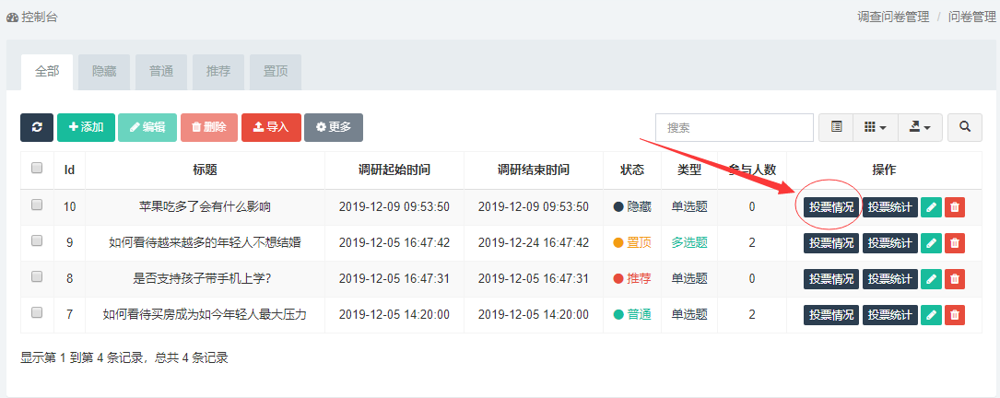 控制台 调查问卷管理 / 问卷管理
全部 隐藏 普通 推荐 置顶
添加 编辑 删除 导入 更多 搜索
Id 标题 调研起始时间 调研结束时间 状态 类型 参与人数 操作
10 苹果吃多了会有什么影响 2019-12-09 09:53:50 2019-12-09 09:53:50 隐藏 单选题 0 投票情况 投票统计
9 如何看待越来越多的年轻人不想结婚 2019-12-05 16:47:42 2019-12-24 16:47:42 置顶 多选题 2 投票情况 投票统计
8 是否支持孩子带手机上学? 2019-12-05 16:47:31 2019-12-05 16:47:31 推荐 单选题 0 投票情况 投票统计
7 如何看待买房成为如今年轻人最大压力 2019-12-05 14:20:00 2019-12-05 14:20:00 普通 单选题 2 投票情况 投票统计
显示第 1 到第 4 条记录，总共 4 条记录